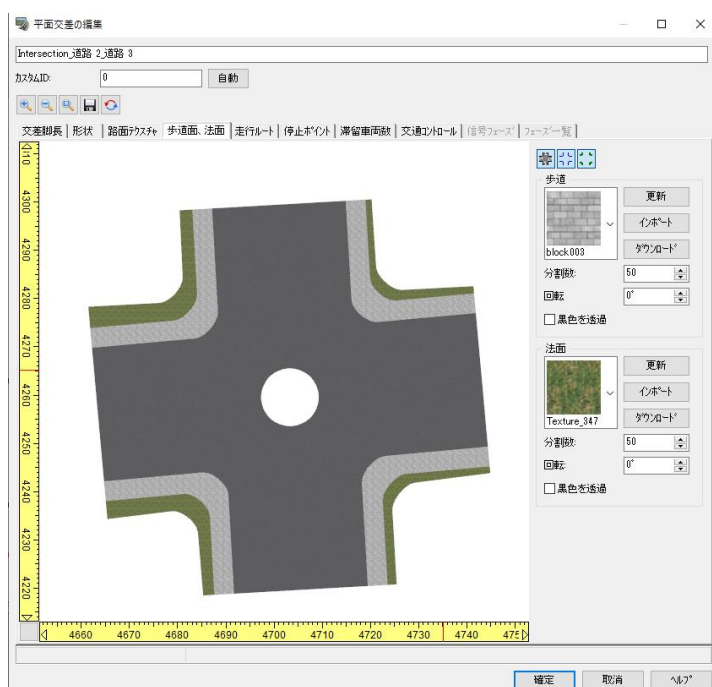 平面交差の編集
Intersection_道路 2_道路 3
カスタムID: 0 自動
交差脚長 形状 路面テクスチャ 歩道面、法面 走行ルート 停止ポイント 滞留車両数 交通コントロール 信号フェーズ フェーズ一覧
歩道
更新
インポート
ダウンロード
block003
分割数: 50
回転 0°
黒色を透過
法面
更新
インポート
ダウンロード
Texture_347
分割数: 50
回転 0°
黒色を透過
4300
4290
4280
4270
4260
4250
4240
4230
4220
4660 4670 4680 4690 4700 4710 4720 4730 4740
確定 取消 ヘルプ